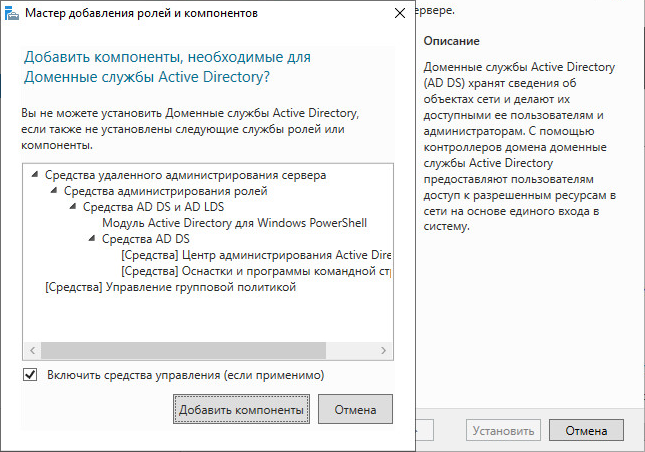 Мастер добавления ролей и компонентов
Добавить компоненты, необходимые для
Доменные службы Active Directory?
Вы не можете установить Доменные службы Active Directory,
если также не установлены следующие службы ролей или
компоненты.
Средства удаленного администрирования сервера
Средства администрирования ролей
Средства AD DS и AD LDS
Модуль Active Directory для Windows PowerShell
Средства AD DS
[Средства] Центр администрирования Active
[Средства] Оснастки и программы командной
[Средства] Управление групповой политикой
Включить средства управления (если применимо)
Добавить компоненты
Отмена
Описание
Доменные службы Active Directory
(AD DS) хранят сведения об
объектах сети и делают их
доступными ее пользователям и
администраторам. С помощью
контроллеров домена доменные
службы Active Directory
предоставляют пользователям
доступ к разрешенным ресурсам в
сети на основе единого входа в
систему.
Установить
Отмена